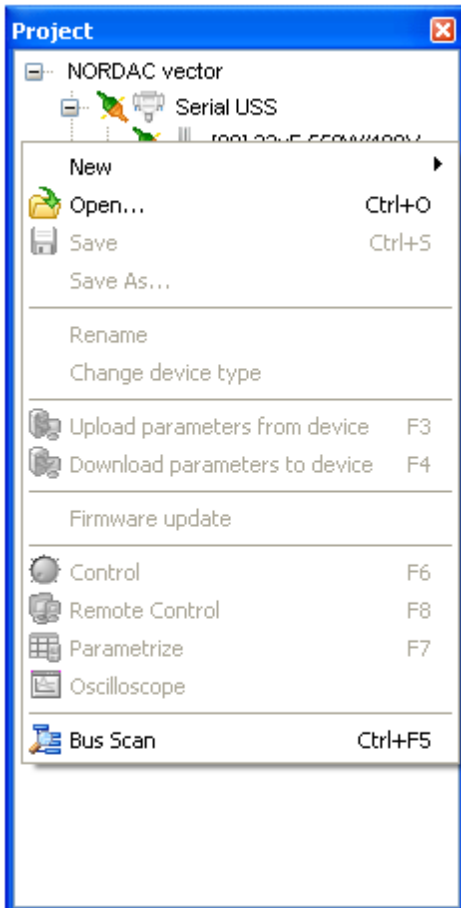 Project
NORDAC vector
Serial USS
New
Open... Ctrl+O
Save Ctrl+S
Save As...
Rename
Change device type
Upload parameters from device F3
Download parameters to device F4
Firmware update
Control F6
Remote Control F8
Parametrize F7
Oscilloscope
Bus Scan Ctrl+F5